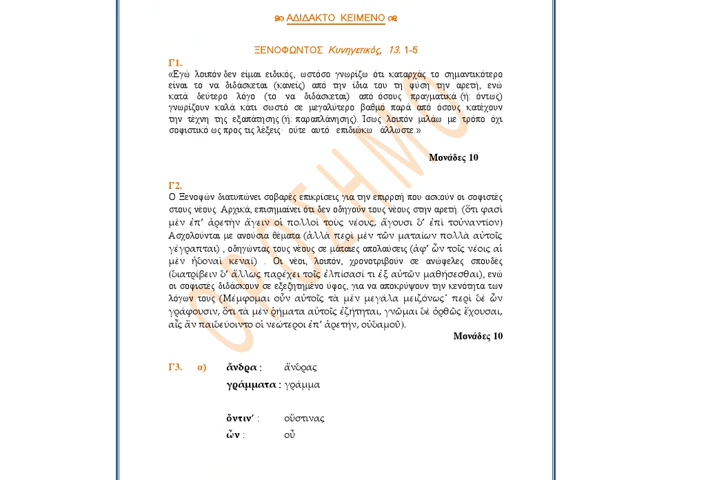 ΑΔΙΔΑΚΤΟ ΚΕΙΜΕΝΟ
ΞΕΝΟΦΩΝΤΟΣ Κυνηγετικός, 13. 1-5
Γ1.
«Εγώ λοιπόν δεν είμαι ειδικός, ωστόσο γνωρίζω ότι καταρχάς το σημαντικότερο
είναι το να διδάσκεται (κανείς) από την ίδια του τη φύση την αρετή, ενώ
κατά δεύτερο λόγο (το να διδάσκεται) από όσους πραγματικά (ή: όντως)
γνωρίζουν καλά κάτι σωστό σε μεγαλύτερο βαθμό παρά από όσους κατέχουν
την τέχνη της εξαπάτησης (ή: παραπλάνησης). Ίσως λοιπόν μιλάω με τρόπο όχι
σοφιστικό ως προς τις λέξεις· ούτε αυτό επιδιώκω άλλωστε.»
Μονάδες 10
Γ2.
Ο Ξενοφών διατυπώνει σοβαρές επικρίσεις για την επιρροή που ασκούν οι σοφιστές
στους νέους. Αρχικά, επισημαίνει ότι δεν οδηγούν τους νέους στην αρετή. (ὅτι φασὶ
μὲν ἐπ’ ἀρετὴν ἄγειν οἱ πολλοὶ τοὺς νέους, ἄγουσι δ’ ἐπὶ τοὐναντίον)
Ασχολούνται με ανούσια θέματα (ἀλλὰ περὶ μὲν τῶν ματαίων πολλὰ αὐτοῖς
γέγραπται) , οδηγώντας τους νέους σε μάταιες απολαύσεις (ἀφ’ ὧν τοῖς νέοις αἱ
μὲν ἡδοναὶ κεναί) . Οι νέοι, λοιπόν, χρονοτριβούν σε ανώφελες σπουδές
(διατρίβειν δ’ ἄλλως παρέχει τοῖς ἐλπίσασί τι ἐξ αὐτῶν μαθήσεσθαι), ενώ
οι σοφιστές διδάσκουν σε εξεζητημένο ύφος, για να αποκρύψουν την κενότητα των
λόγων τους (Μέμφομαι οὖν αὐτοῖς τὰ μὲν μεγάλα μειζόνως˙ περὶ δὲ ὧν
γράφουσιν, ὅτι τὰ μὲν ῥήματα αὐτοῖς ἐζήτηται, γνῶμαι δὲ ὀρθῶς ἔχουσαι,
αἷς ἂν παιδεύοιντο οἱ νεώτεροι ἐπ’ ἀρετήν, οὐδαμοῦ).
Μονάδες 10
Γ3. α) ἄνδρα : ἄνδρας
γράμματα : γράμμα
ὅντιν’ : οὕστινας
ὧν : οὗ
ΟΡΟΣΗΜΟ